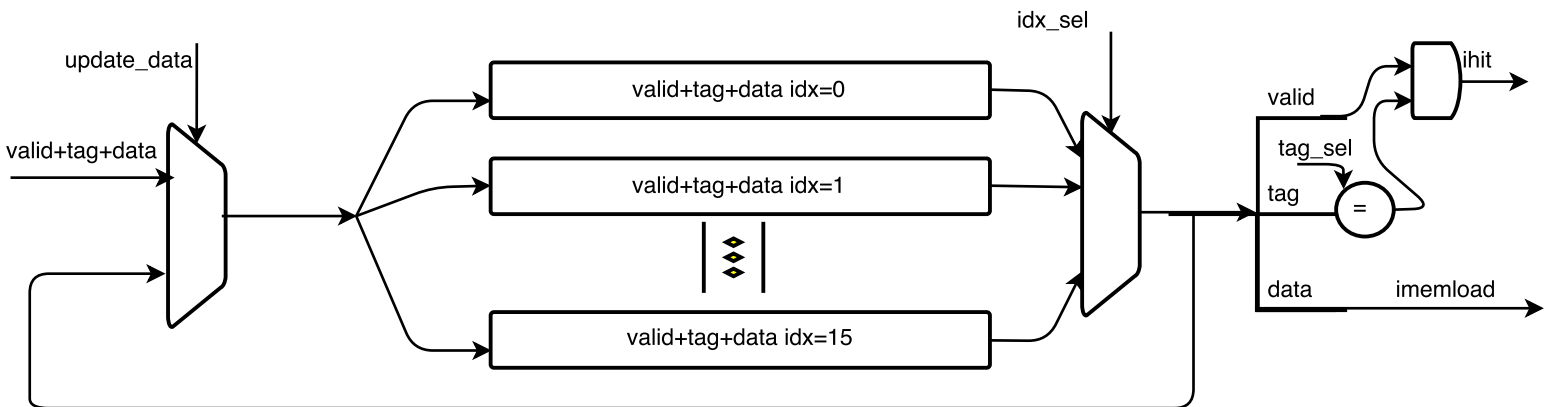 idx_sel
update_data
ihit
valid+tag+data idx=0
valid
valid+tag+data
tag_sel
valid+tag+data idx=1
tag
=
data
imemload
valid+tag+data idx=15